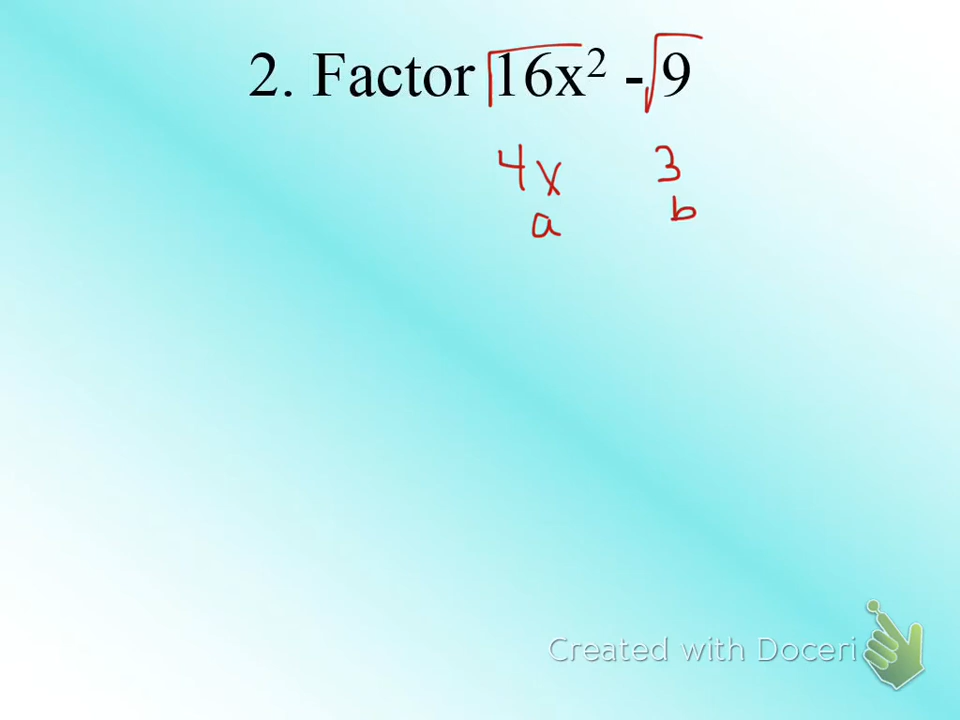 2. Factor √16x² - √9
4x 3
a b
Created with Doceri